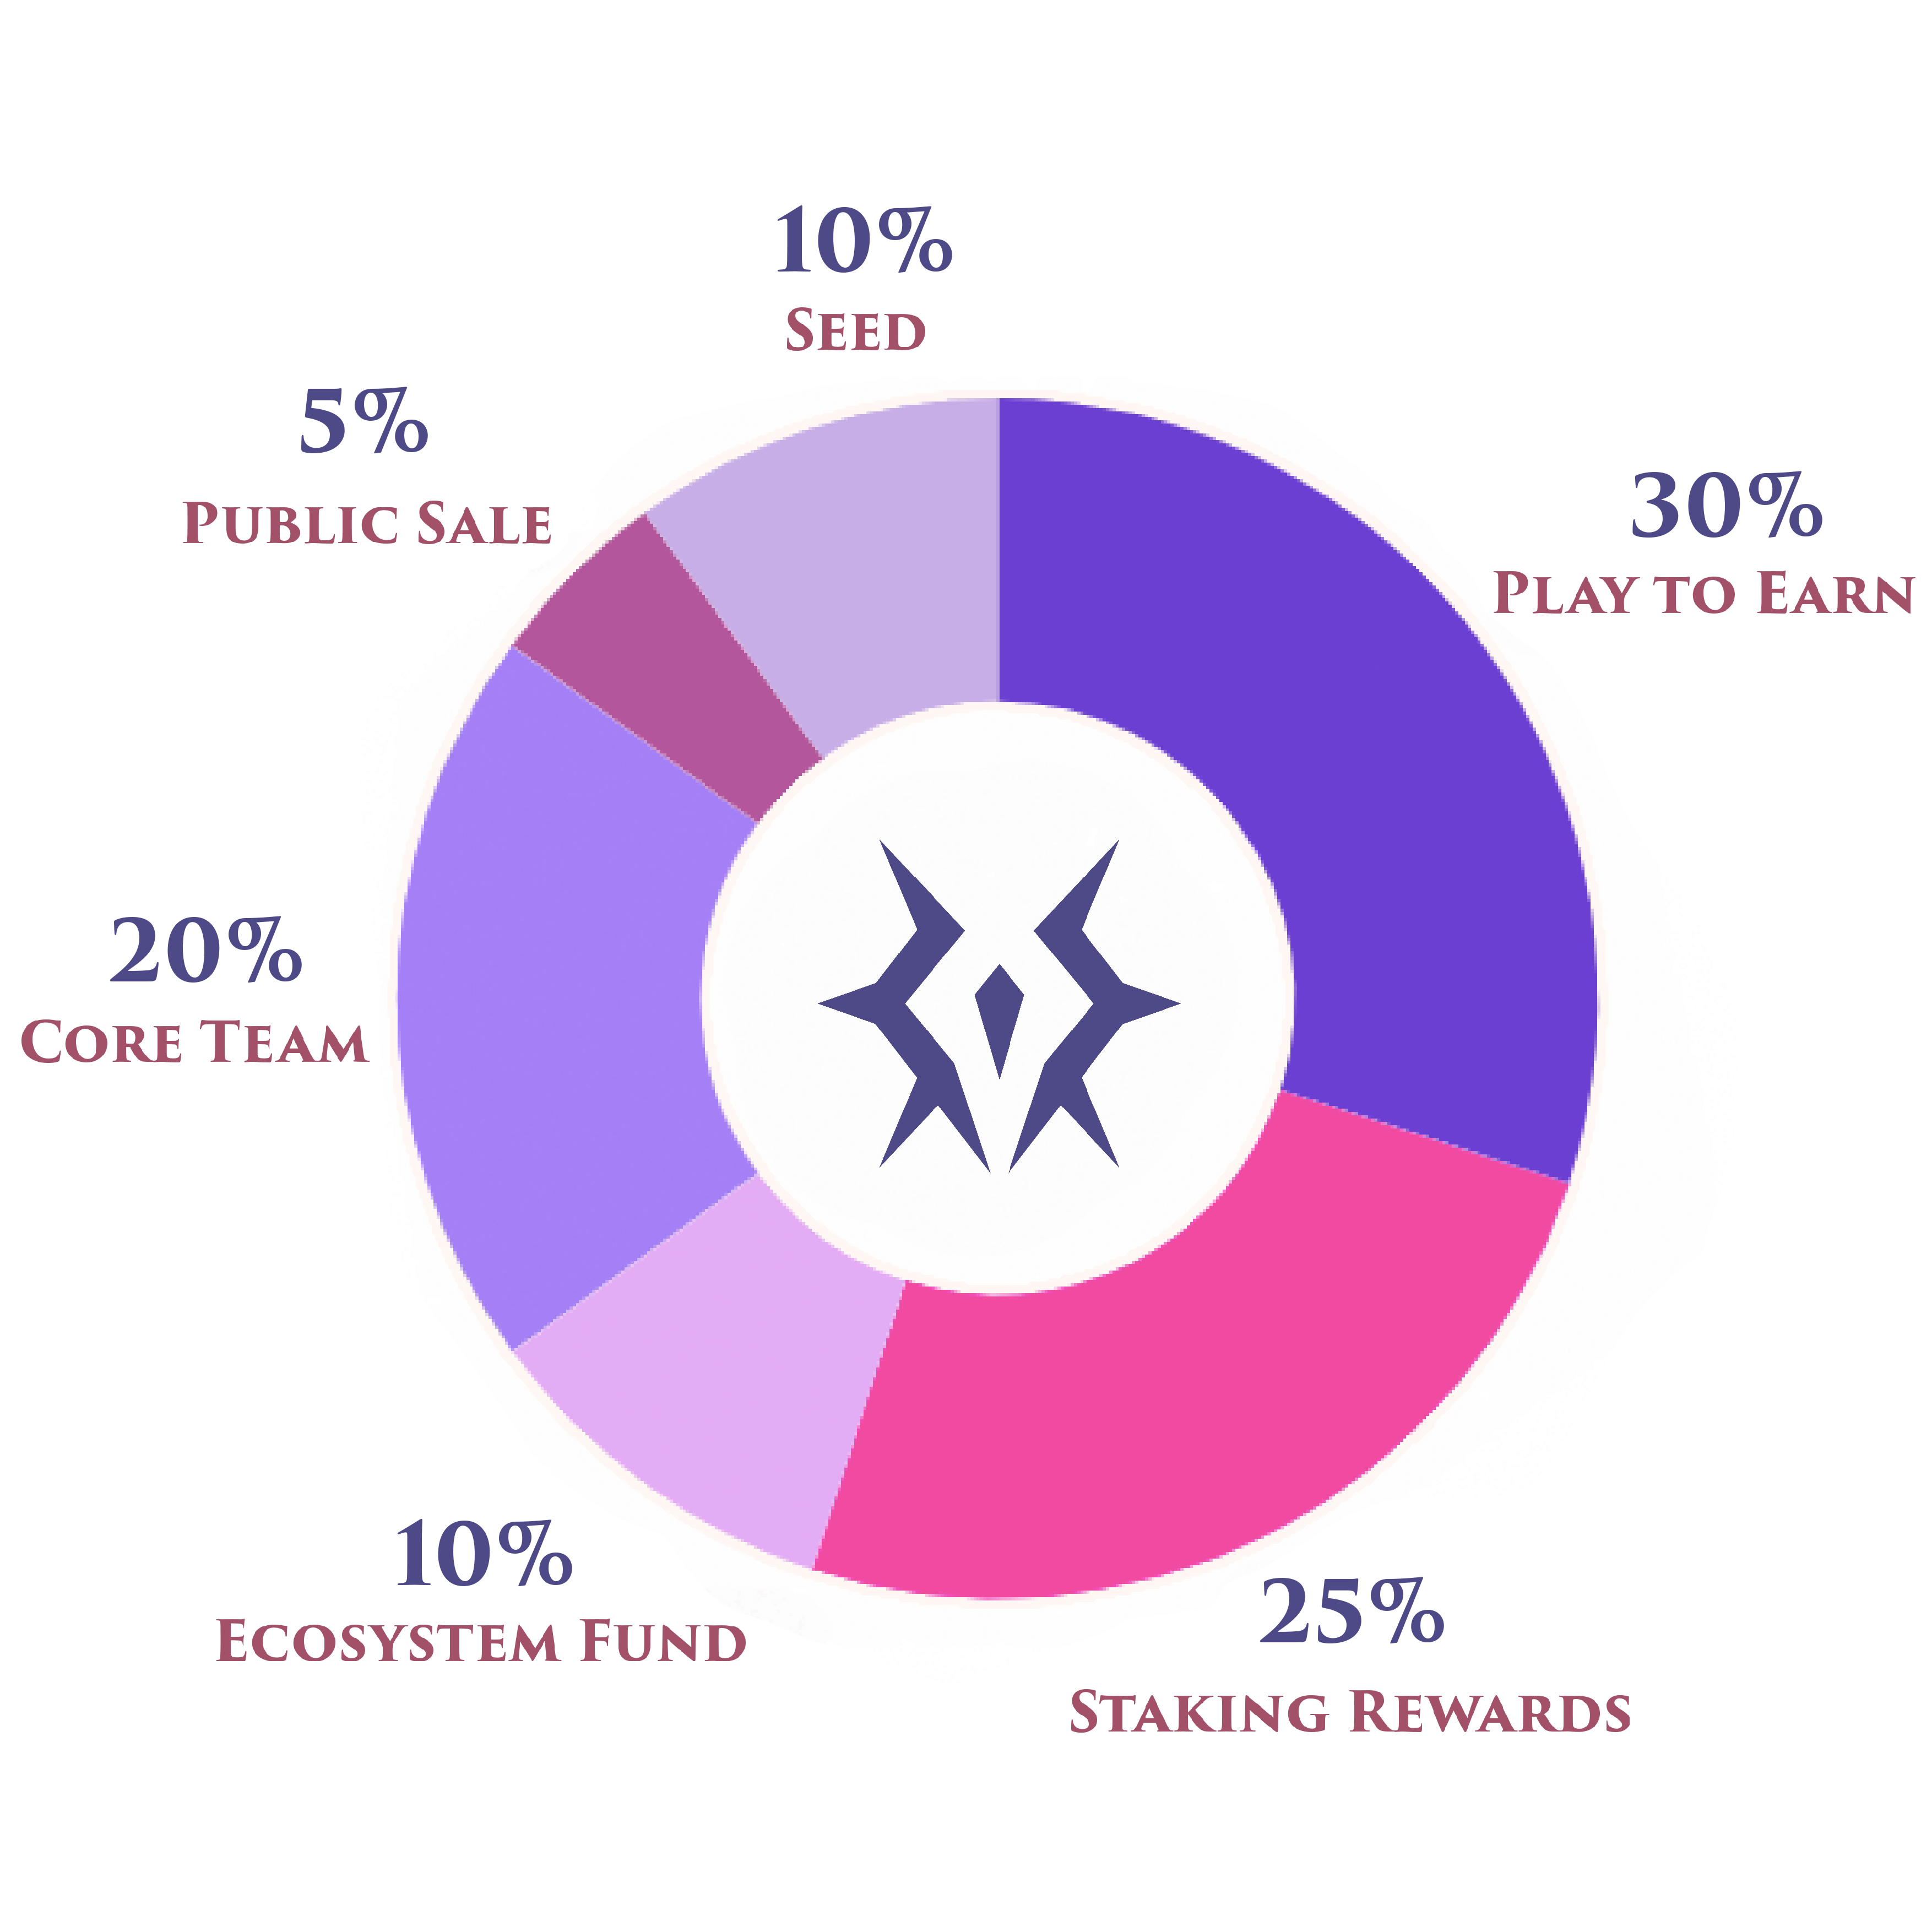 10%
Seed
5%
Public Sale
30%
Play to Earn
20%
Core Team
10%
Ecosystem Fund
25%
Staking Rewards